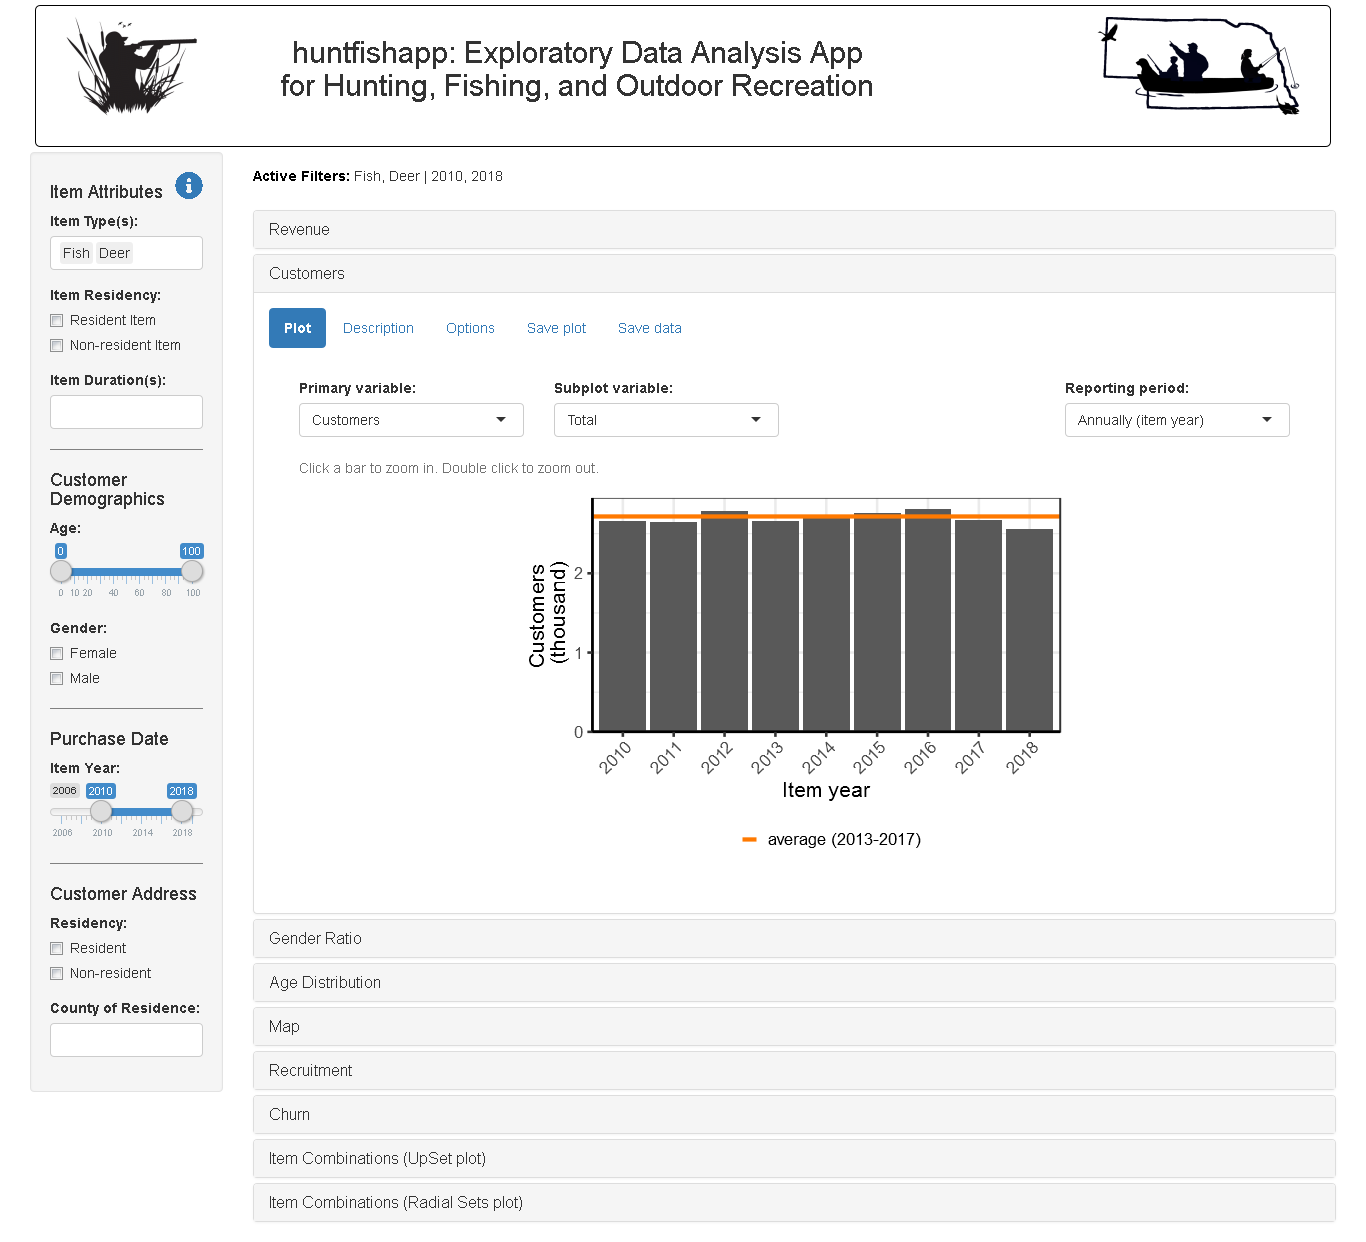 huntfishapp: Exploratory Data Analysis App
for Hunting, Fishing, and Outdoor Recreation
Item Attributes
Item Type(s):
Fish Deer
Item Residency:
Resident Item
Non-resident Item
Item Duration(s):
Customer
Demographics
Age:
0 100
0 10 20 40 60 80 100
Gender:
Female
Male
Purchase Date
Item Year:
2006 2010 2018
2006 2010 2014 2018
Customer Address
Residency:
Resident
Non-resident
County of Residence:
Active Filters: Fish, Deer | 2010, 2018
Revenue
Customers
Plot Description Options Save plot Save data
Primary variable: Subplot variable: Reporting period:
Customers Total Annually (item year)
Click a bar to zoom in. Double click to zoom out.
Customers
(thousand)
2
1
0
2010 2011 2012 2013 2014 2015 2016 2017 2018
Item year
average (2013-2017)
Gender Ratio
Age Distribution
Map
Recruitment
Churn
Item Combinations (UpSet plot)
Item Combinations (Radial Sets plot)